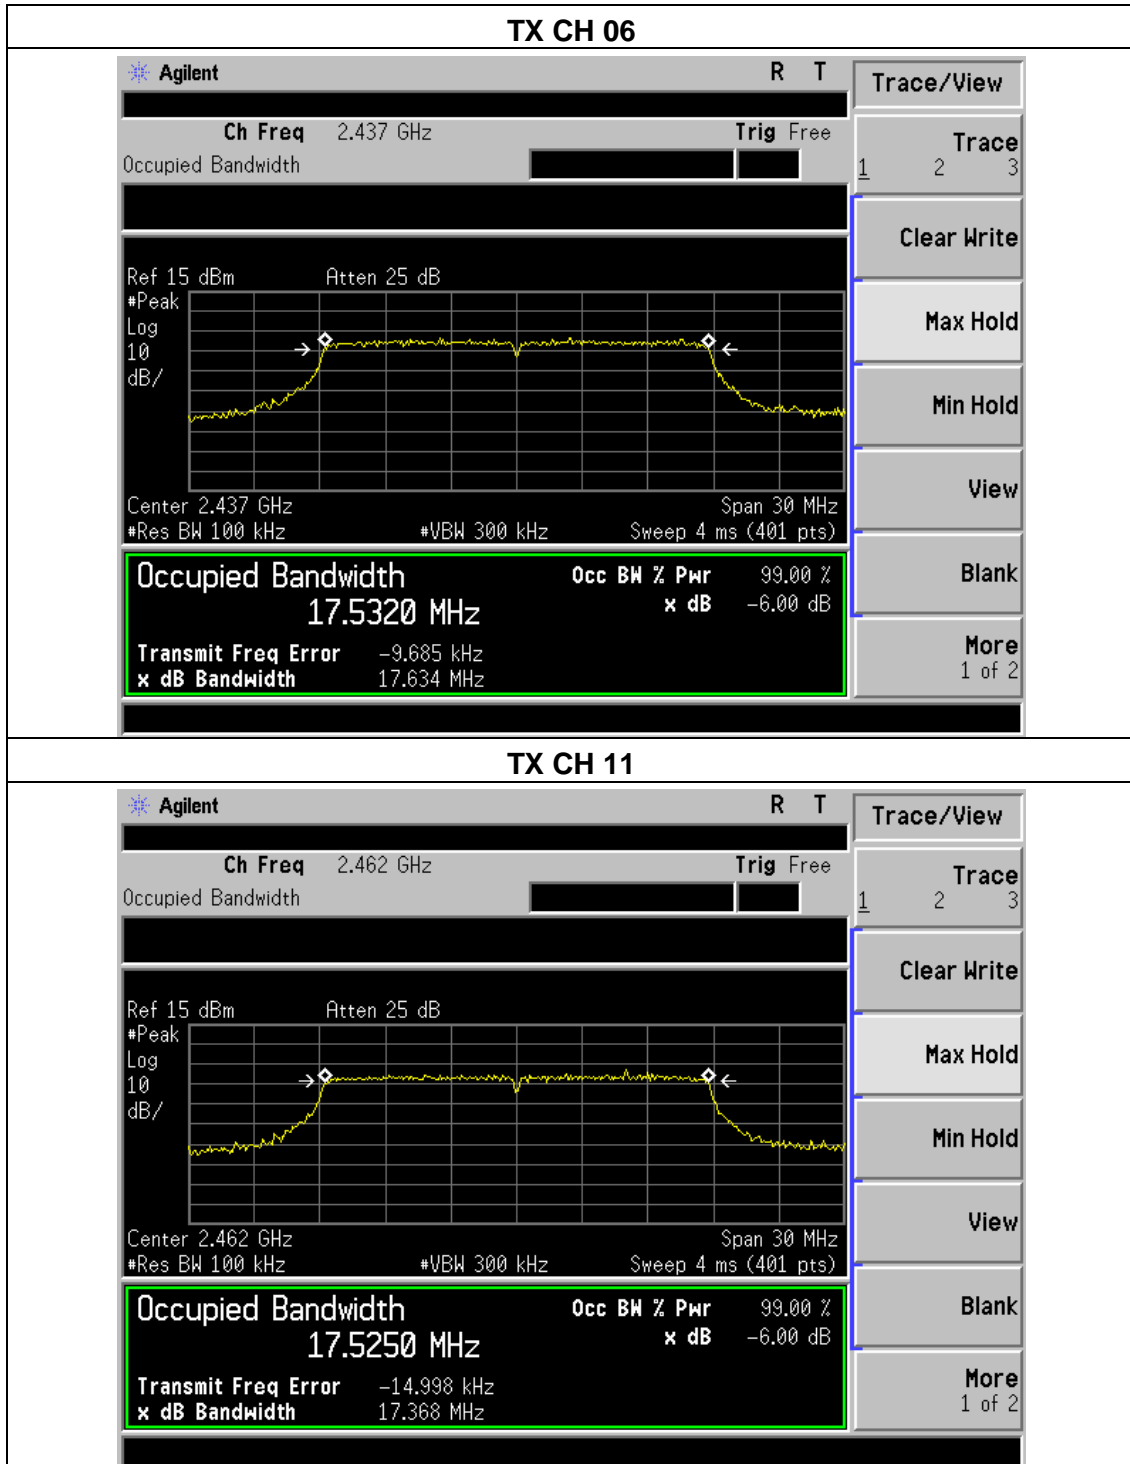 TX CH 06
Agilent R T
Trace/View
Ch Freq 2.437 GHz Trig Free
Occupied Bandwidth
Trace
1 2 3
Clear Write
Ref 15 dBm Atten 25 dB
#Peak
Log
10
dB/
Max Hold
Min Hold
View
Center 2.437 GHz Span 30 MHz
#Res BW 100 kHz #VBW 300 kHz Sweep 4 ms (401 pts)
Occupied Bandwidth Occ BW % Pwr 99.00 %
17.5320 MHz x dB -6.00 dB
Blank
Transmit Freq Error -9.685 kHz
x dB Bandwidth 17.634 MHz
More
1 of 2
TX CH 11
Agilent R T
Trace/View
Ch Freq 2.462 GHz Trig Free
Occupied Bandwidth
Trace
1 2 3
Clear Write
Ref 15 dBm Atten 25 dB
#Peak
Log
10
dB/
Max Hold
Min Hold
View
Center 2.462 GHz Span 30 MHz
#Res BW 100 kHz #VBW 300 kHz Sweep 4 ms (401 pts)
Occupied Bandwidth Occ BW % Pwr 99.00 %
17.5250 MHz x dB -6.00 dB
Blank
Transmit Freq Error -14.998 kHz
x dB Bandwidth 17.368 MHz
More
1 of 2